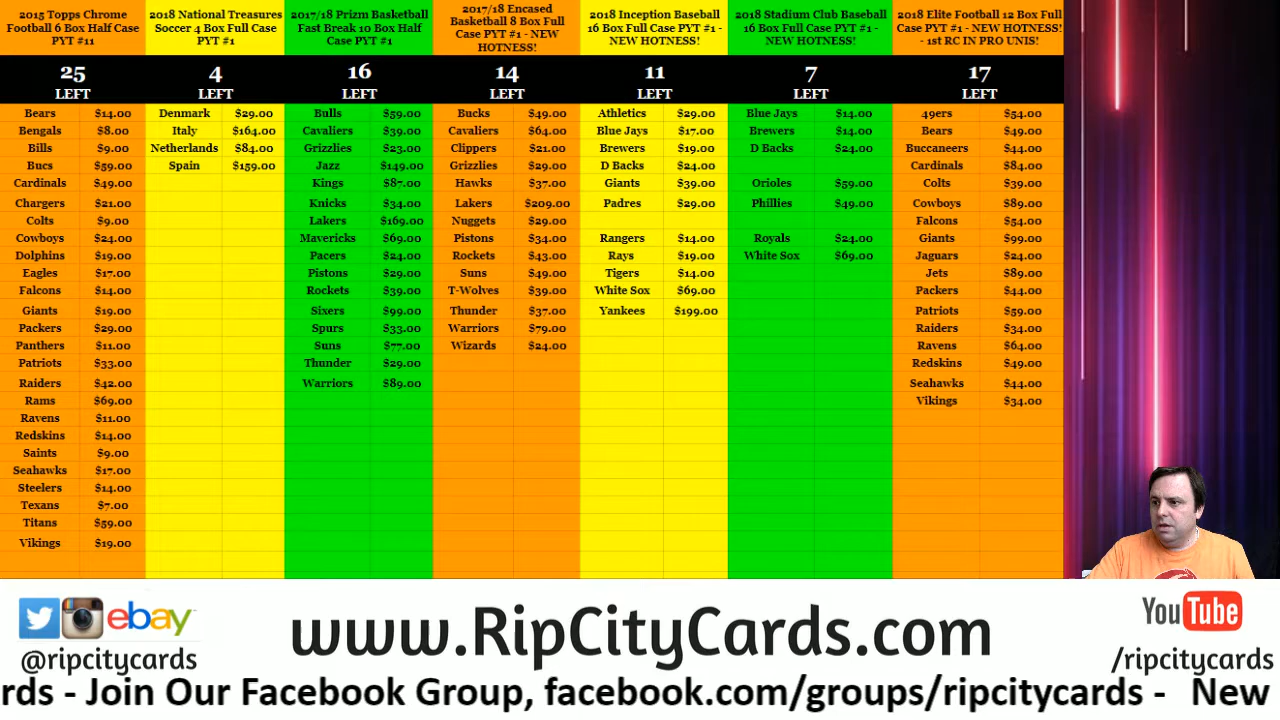 2015 Topps Chrome
Football 6 Box Half Case
PYT #11
25
LEFT
Bears $14.00
Bengals $8.00
Bills $9.00
Bucs $59.00
Cardinals $49.00
Chargers $21.00
Colts $9.00
Cowboys $24.00
Dolphins $19.00
Eagles $17.00
Falcons $14.00
Giants $19.00
Packers $29.00
Panthers $11.00
Patriots $33.00
Raiders $42.00
Rams $69.00
Ravens $11.00
Redskins $14.00
Saints $9.00
Seahawks $17.00
Steelers $14.00
Texans $7.00
Titans $59.00
Vikings $19.00
2018 National Treasures
Soccer 4 Box Full Case
PYT #1
4
LEFT
Denmark $29.00
Italy $164.00
Netherlands $84.00
Spain $159.00
2017/18 Prizm Basketball
Fast Break 10 Box Half
Case PYT #1
16
LEFT
Bulls $59.00
Cavaliers $39.00
Grizzlies $23.00
Jazz $149.00
Kings $87.00
Knicks $34.00
Lakers $169.00
Mavericks $69.00
Pacers $24.00
Pistons $29.00
Rockets $39.00
Sixers $99.00
Spurs $33.00
Suns $77.00
Thunder $29.00
Warriors $89.00
2017/18 Encased
Basketball 8 Box Full
Case PYT #1 - NEW
HOTNESS!
14
LEFT
Bucks $49.00
Cavaliers $64.00
Clippers $21.00
Grizzlies $29.00
Hawks $37.00
Lakers $209.00
Nuggets $29.00
Pistons $34.00
Rockets $43.00
Suns $49.00
T-Wolves $39.00
Thunder $37.00
Warriors $79.00
Wizards $24.00
2018 Inception Baseball
16 Box Full Case PYT #1 -
NEW HOTNESS!
11
LEFT
Athletics $29.00
Blue Jays $17.00
Brewers $19.00
D Backs $24.00
Giants $39.00
Padres $29.00
Rangers $14.00
Rays $19.00
Tigers $14.00
White Sox $69.00
Yankees $199.00
2018 Stadium Club Baseball
16 Box Full Case PYT #1 -
NEW HOTNESS!
7
LEFT
Blue Jays $14.00
Brewers $14.00
D Backs $24.00
Orioles $59.00
Phillies $49.00
Royals $24.00
White Sox $69.00
2018 Elite Football 12 Box Full
Case PYT #1 - NEW HOTNESS!
- 1st RC IN PRO UNIS!
17
LEFT
49ers $54.00
Bears $49.00
Buccaneers $44.00
Cardinals $84.00
Colts $39.00
Cowboys $89.00
Falcons $54.00
Giants $99.00
Jaguars $24.00
Jets $89.00
Packers $44.00
Patriots $59.00
Raiders $34.00
Ravens $64.00
Redskins $49.00
Seahawks $44.00
Vikings $34.00
ebay
@ripcitycards
www.RipCityCards.com
YouTube
/ripcitycards
rds - Join Our Facebook Group, facebook.com/groups/ripcitycards - New